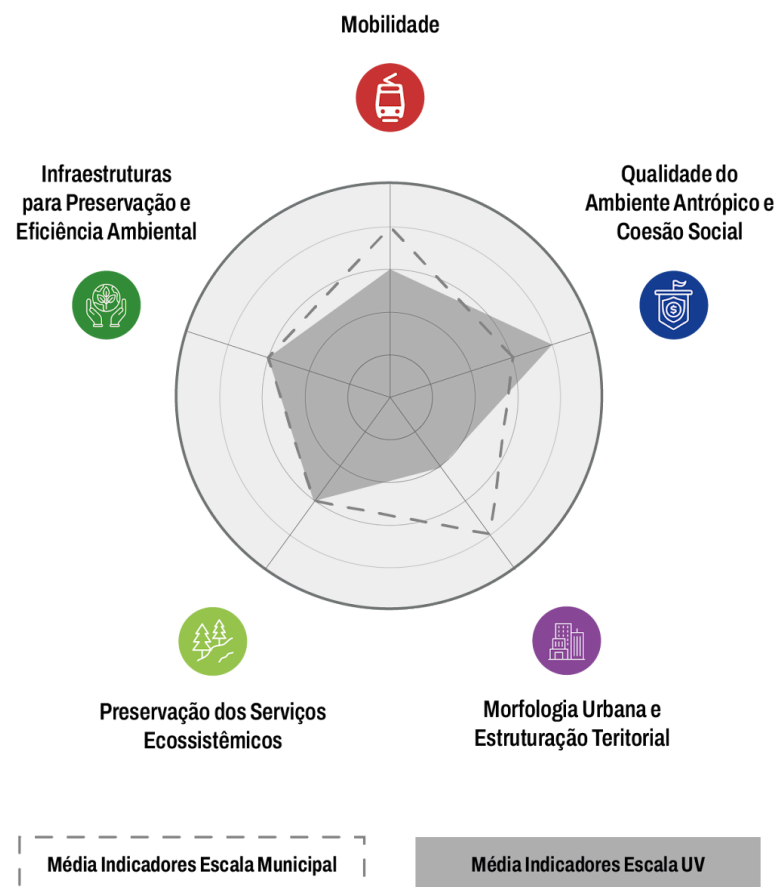 Mobilidade
Infraestruturas
para Preservação e
Eficiência Ambiental
Qualidade do
Ambiente Antrópico e
Coesão Social
Preservação dos Serviços
Ecossistêmicos
Morfologia Urbana e
Estruturação Teritorial
Média Indicadores Escala Municipal
Média Indicadores Escala UV